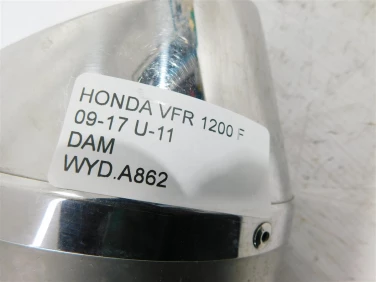 HONDA VFR 1200 F
09-17 U-11
DAM
WYD.A862